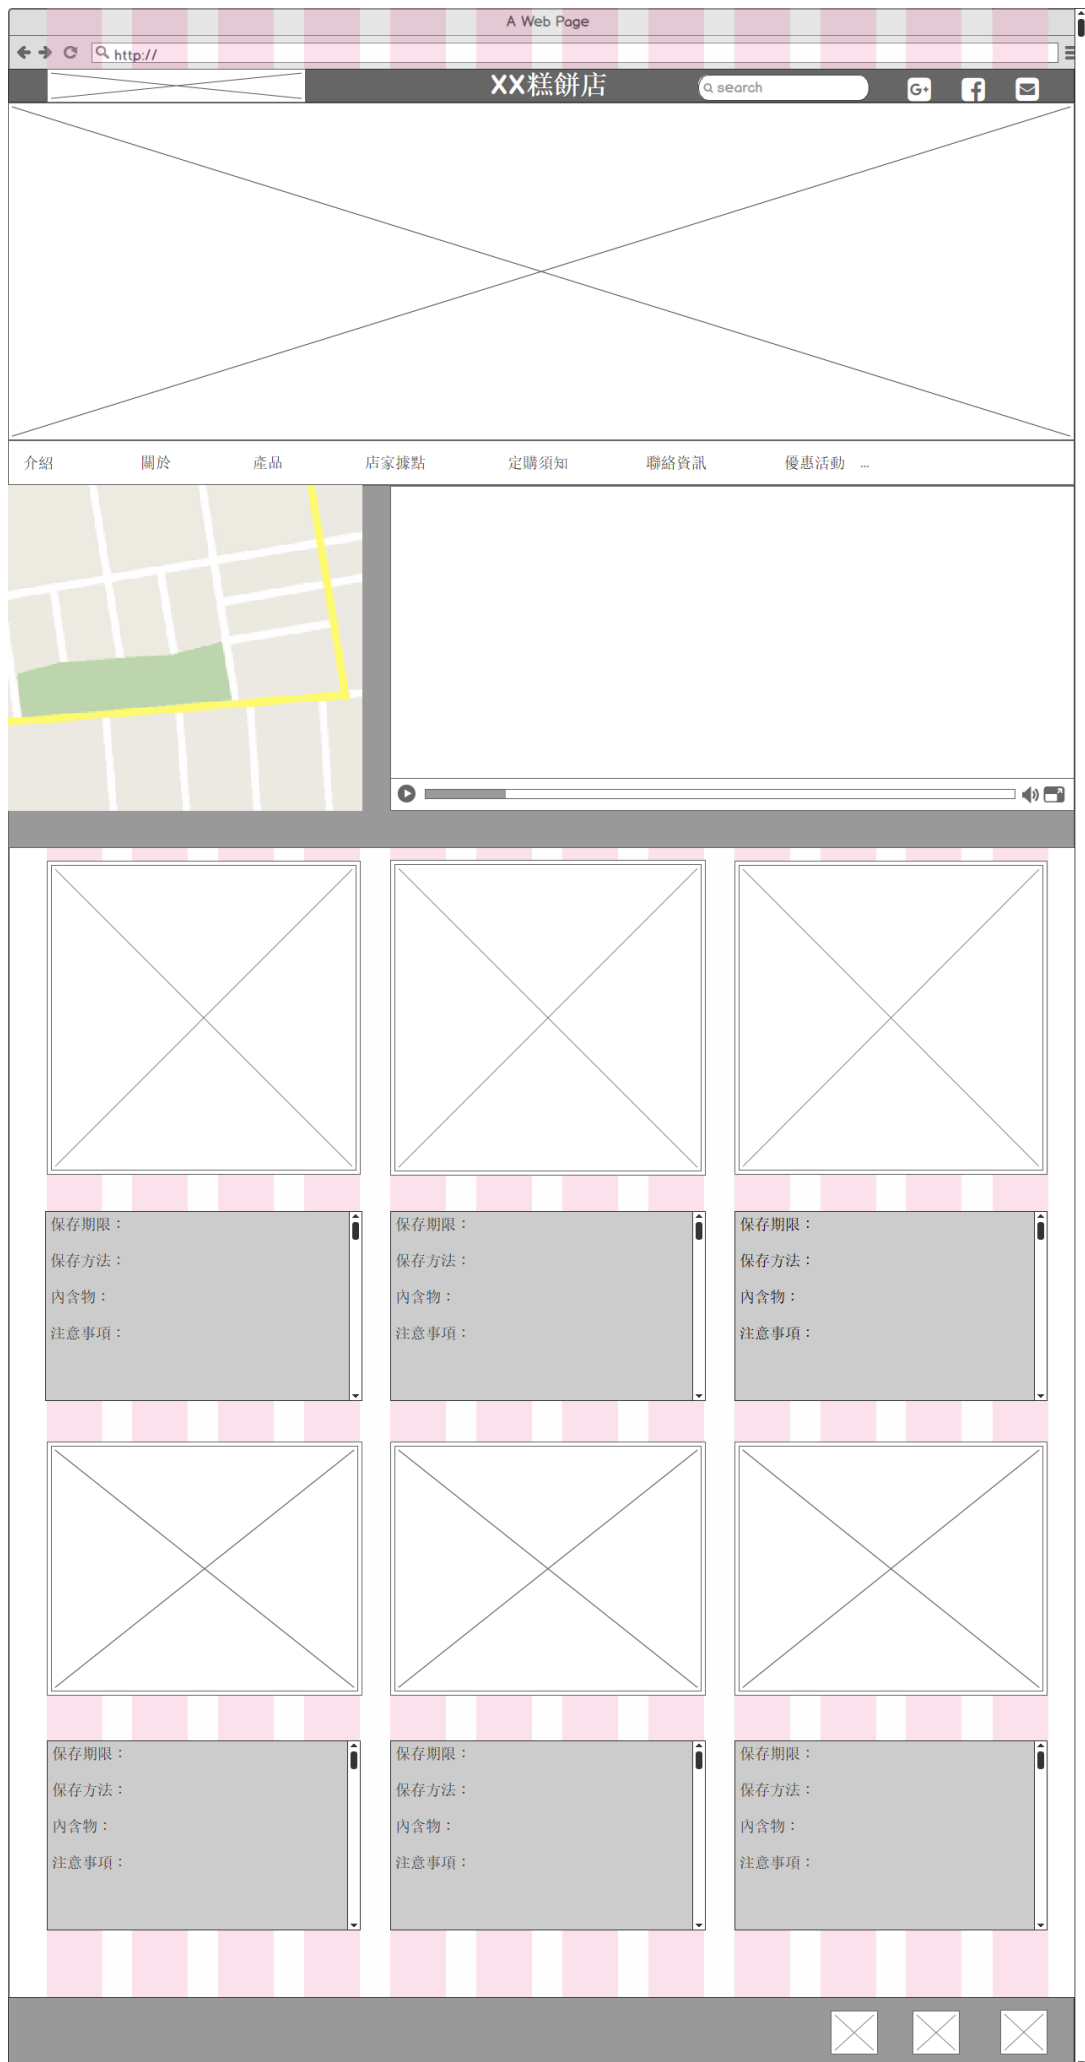 A Web Page
http://
XX糕餅店
search
介紹 關於 產品 店家據點 定購須知 聯絡資訊 優惠活動 ...
保存期限：
保存方法：
內含物：
注意事項：
保存期限：
保存方法：
內含物：
注意事項：
保存期限：
保存方法：
內含物：
注意事項：
保存期限：
保存方法：
內含物：
注意事項：
保存期限：
保存方法：
內含物：
注意事項：
保存期限：
保存方法：
內含物：
注意事項：